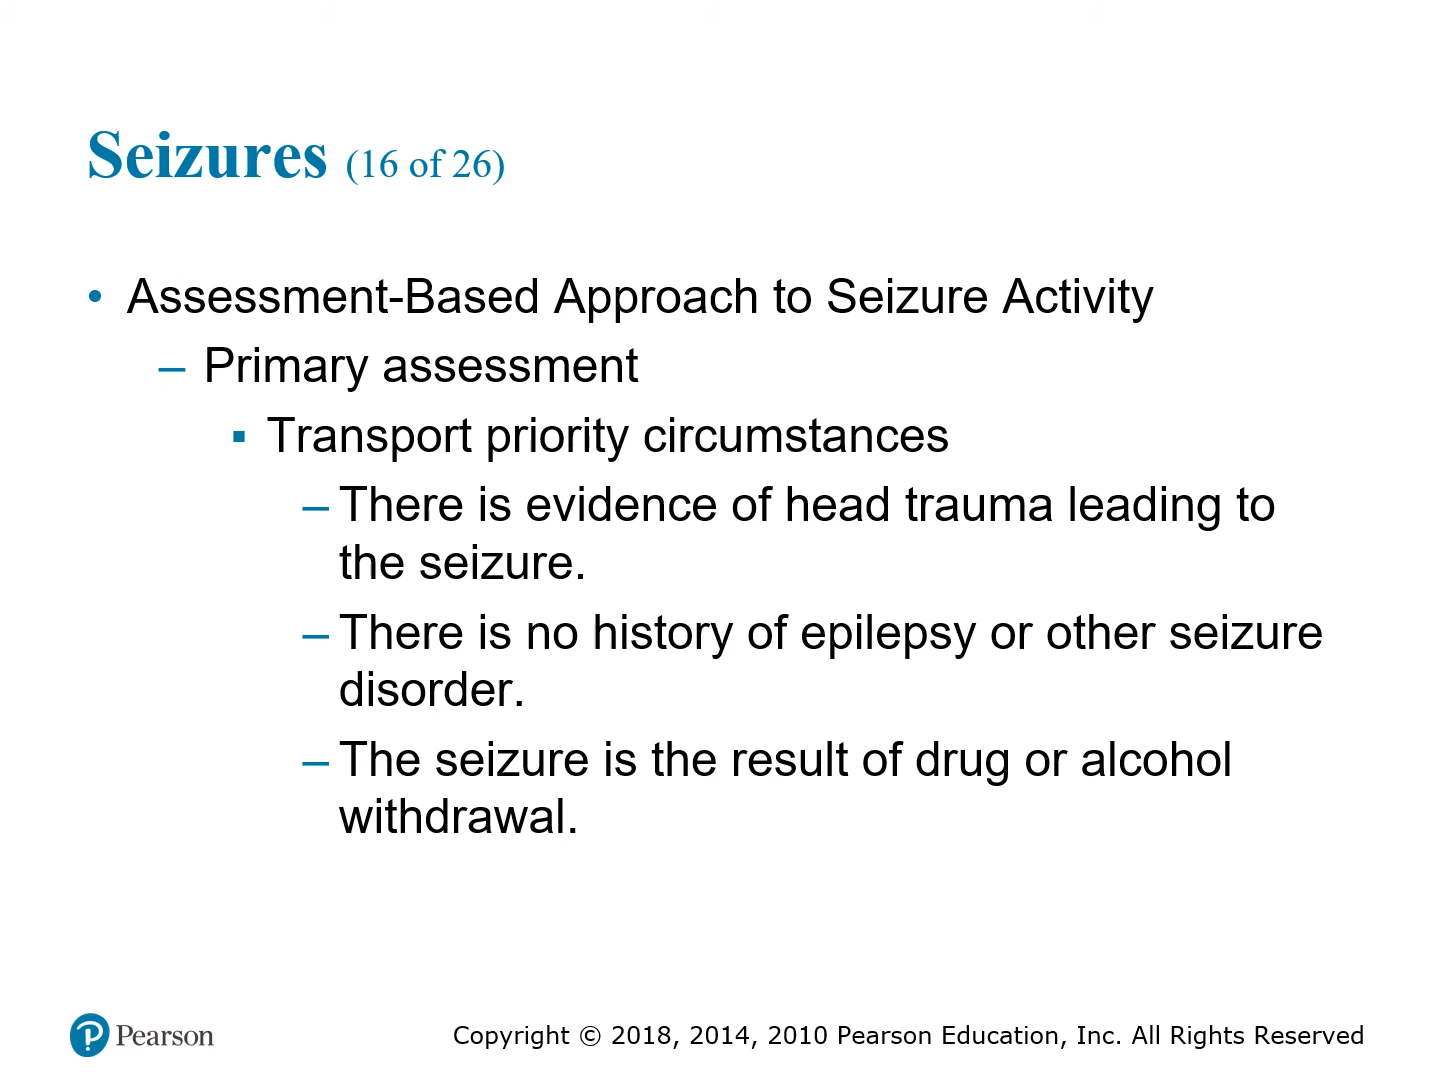 Seizures (16 of 26)
• Assessment-Based Approach to Seizure Activity
– Primary assessment
▪ Transport priority circumstances
– There is evidence of head trauma leading to
the seizure.
– There is no history of epilepsy or other seizure
disorder.
– The seizure is the result of drug or alcohol
withdrawal.
Pearson
Copyright © 2018, 2014, 2010 Pearson Education, Inc. All Rights Reserved